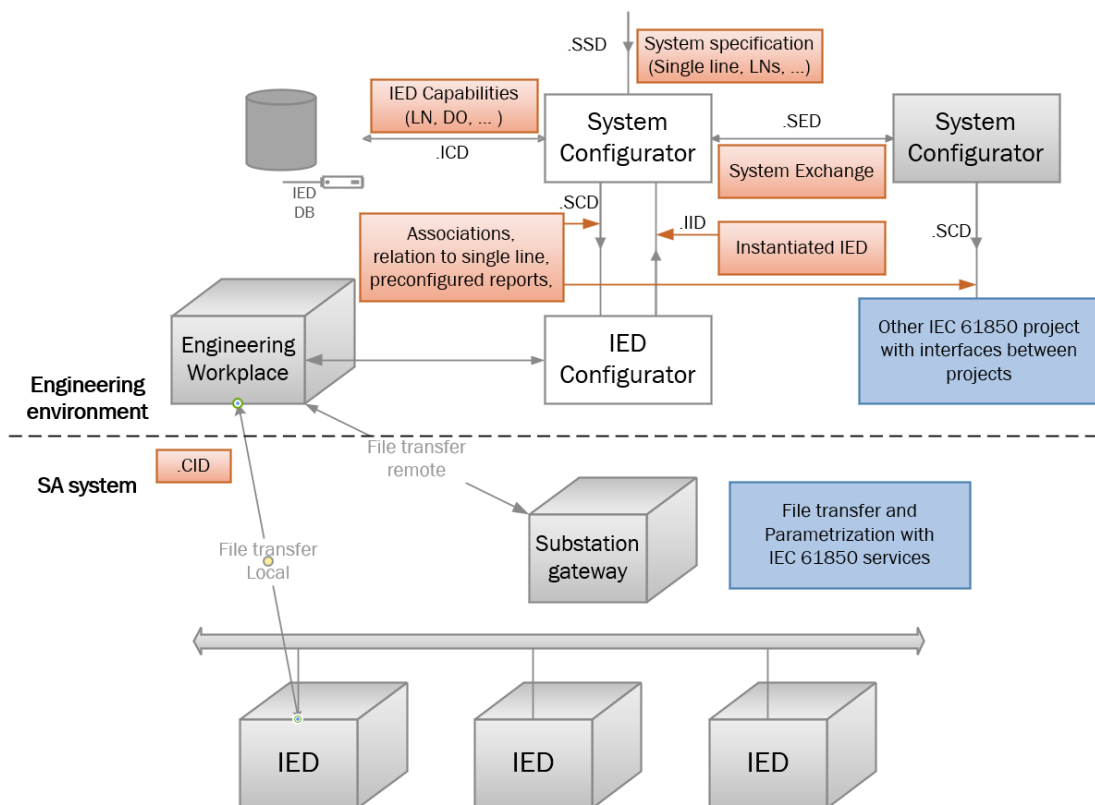 .SSD
System specification
(Single line, LNs, ...)
IED Capabilities
(LN, DO, ... )
.ICD
System
Configurator
.SED
System Exchange
System
Configurator
IED
DB
.SCD
.IID
.SCD
Associations,
relation to single line,
preconfigured reports,
Instantiated IED
Engineering
Workplace
IED
Configurator
Other IEC 61850 project
with interfaces between
projects
Engineering
environment
File transfer
remote
.CID
SA system
File transfer
Local
Substation
gateway
File transfer and
Parametrization with
IEC 61850 services
IED
IED
IED